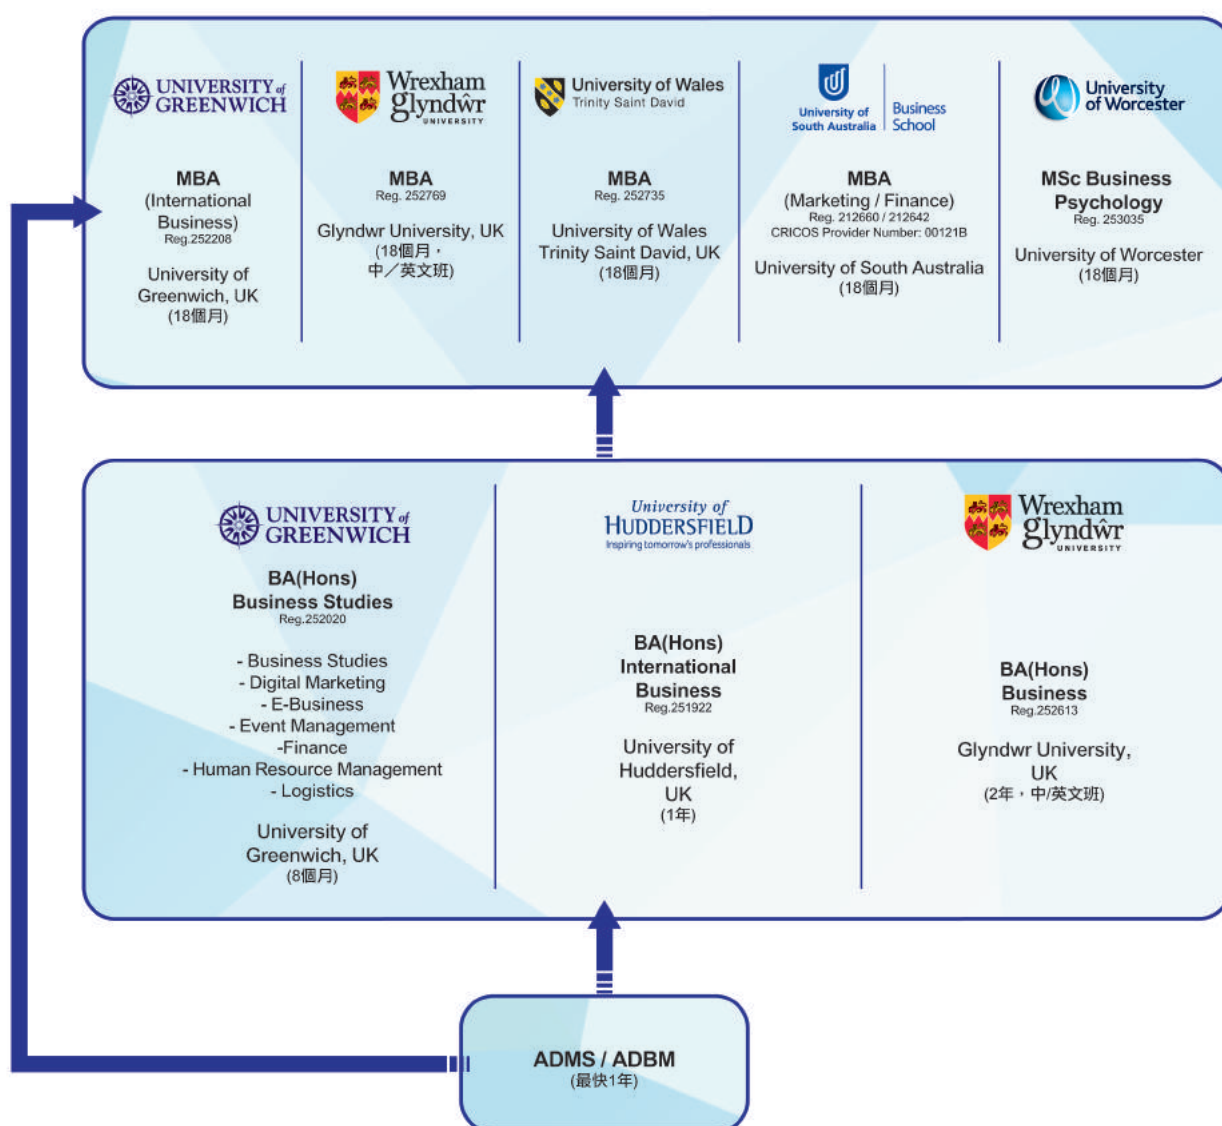 UNIVERSITY of
GREENWICH
MBA
(International
Business)
Reg.252208
University of
Greenwich, UK
(18個月)
Wrexham
glyndŵr
UNIVERSITY
MBA
Reg. 252769
Glyndwr University, UK
(18個月，
中／英文班)
University of Wales
Trinity Saint David
MBA
Reg. 252735
University of Wales
Trinity Saint David, UK
(18個月)
University of
South Australia
Business
School
MBA
(Marketing / Finance)
Reg. 212660 / 212642
CRICOS Provider Number: 00121B
University of South Australia
(18個月)
University
of Worcester
MSc Business
Psychology
Reg. 253035
University of Worcester
(18個月)
UNIVERSITY of
GREENWICH
BA(Hons)
Business Studies
Reg.252020
- Business Studies
- Digital Marketing
- E-Business
- Event Management
-Finance
- Human Resource Management
- Logistics
University of
Greenwich, UK
(8個月)
University of
HUDDERSFIELD
Inspiring tomorrow's professionals
BA(Hons)
International
Business
Reg.251922
University of
Huddersfield,
UK
(1年)
Wrexham
glyndŵr
UNIVERSITY
BA(Hons)
Business
Reg.252613
Glyndwr University,
UK
(2年，中/英文班)
ADMS / ADBM
(最快1年)